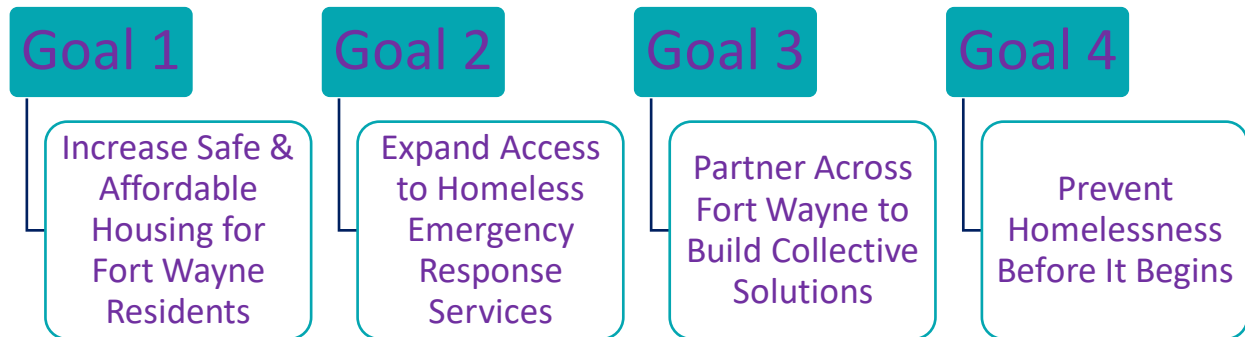 Goal 1
Increase Safe &
Affordable
Housing for
Fort Wayne
Residents
Goal 2
Expand Access
to Homeless
Emergency
Response
Services
Goal 3
Partner Across
Fort Wayne to
Build Collective
Solutions
Goal 4
Prevent
Homelessness
Before It Begins